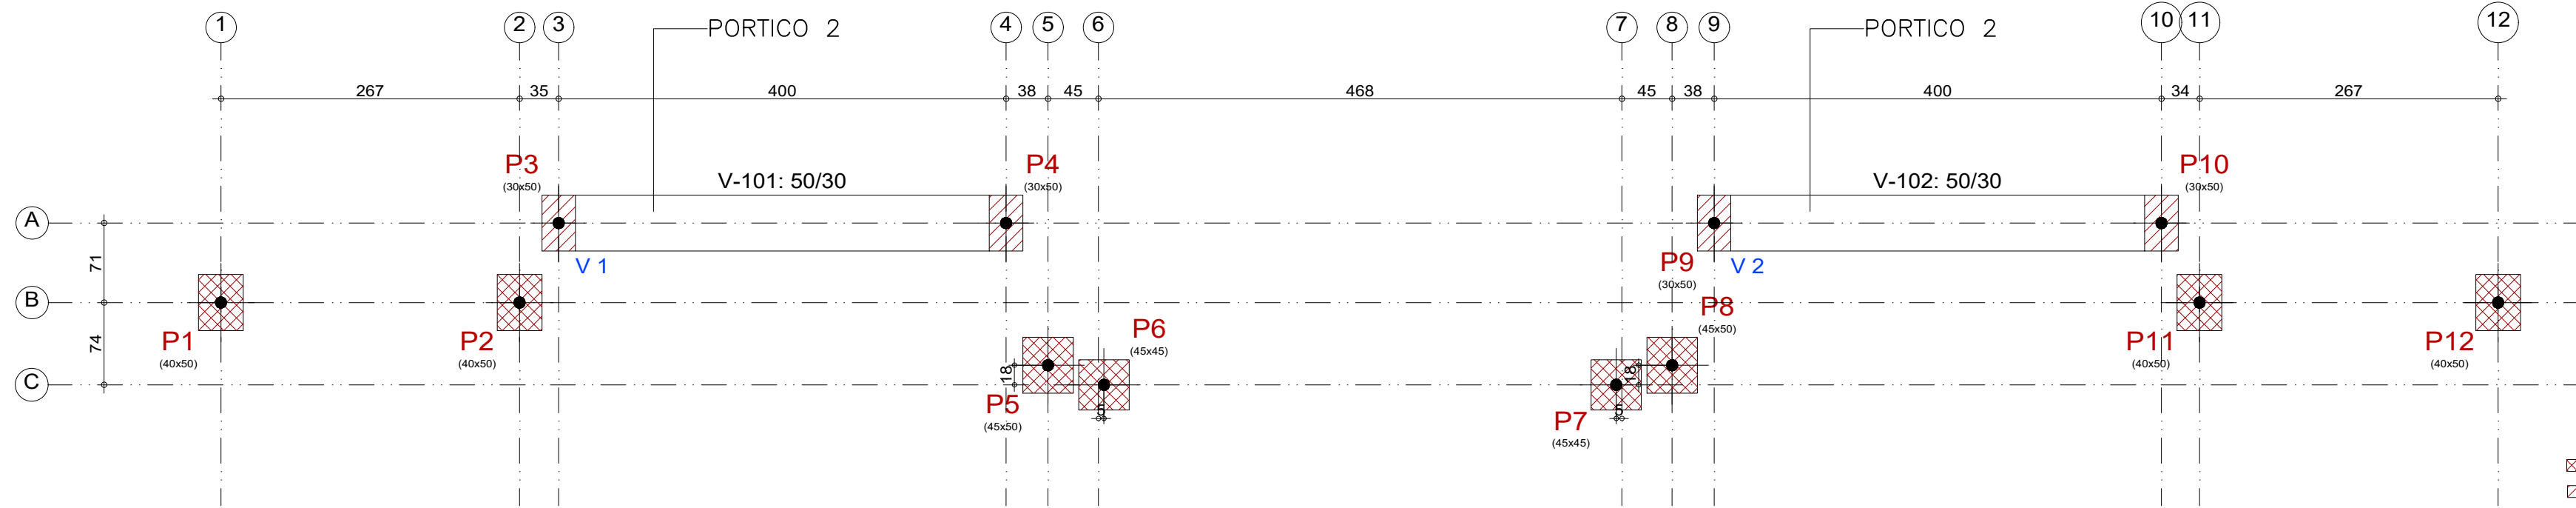 1 2 3 4 5 6 7 8 9 10 11 12
PORTICO 2 PORTICO 2
267 35 400 38 45 468 45 38 400 34 267
P3 P4 P10
(30x50) V-101: 50/30 (30x50) V-102: 50/30 (30x50)
A
71
V 1 P9 V 2
(30x50)
B
P8
(45x50)
74
P1 P2 P6 P11 P12
(40x50) (40x50) (45x45) (40x50) (40x50)
18 18
C
P5 5 5
(45x50) P7
(45x45)